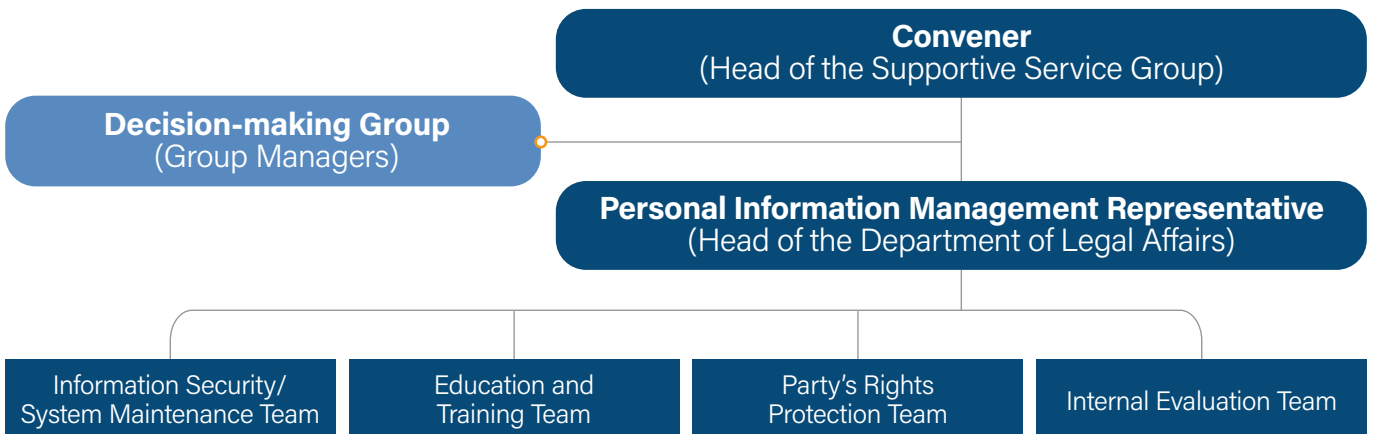 Convener
(Head of the Supportive Service Group)
Decision-making Group
(Group Managers)
Personal Information Management Representative
(Head of the Department of Legal Affairs)
Information Security/
System Maintenance Team
Education and
Training Team
Party’s Rights
Protection Team
Internal Evaluation Team